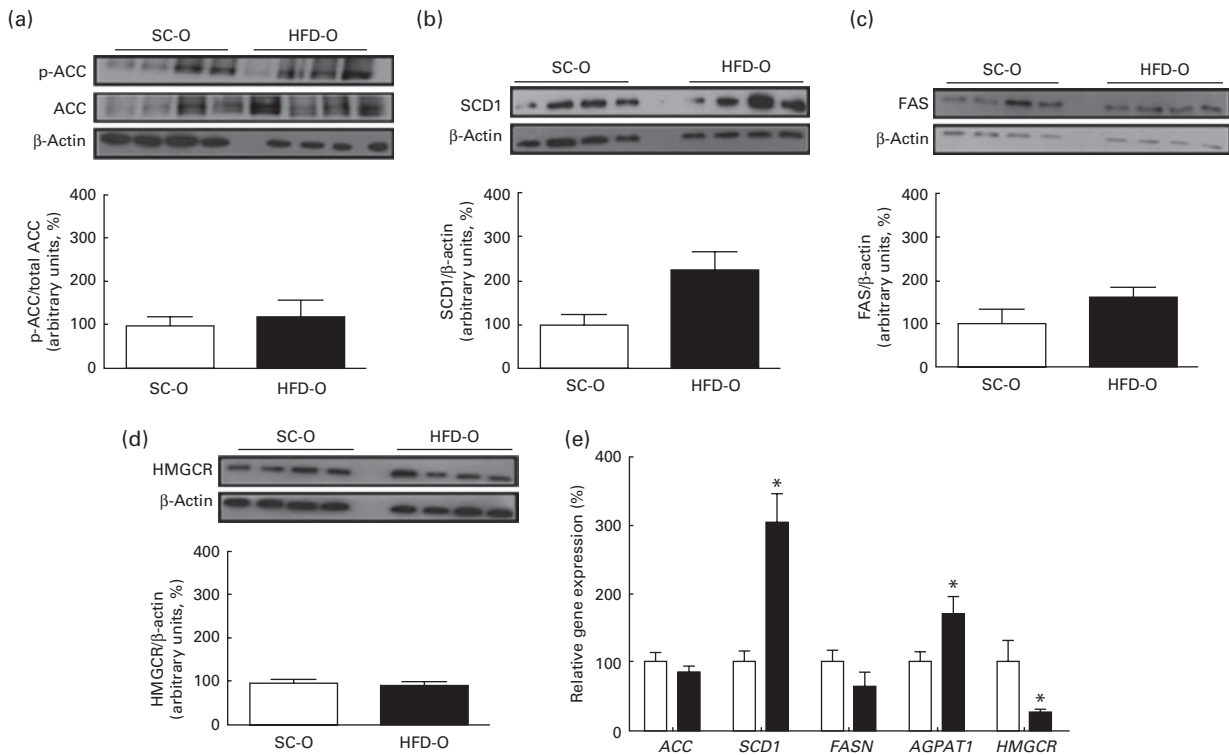 (a)
SC-O HFD-O
p-ACC
ACC
β-Actin
400
300
200
100
0
p-ACC/total ACC
(arbitrary units, %)
SC-O HFD-O
(b)
SC-O HFD-O
SCD1
β-Actin
400
300
200
100
0
SCD1/β-actin
(arbitrary units, %)
SC-O HFD-O
(c)
SC-O HFD-O
FAS
β-Actin
400
300
200
100
0
FAS/β-actin
(arbitrary units, %)
SC-O HFD-O
(d)
SC-O HFD-O
HMGCR
β-Actin
400
300
200
100
0
HMGCR/β-actin
(arbitrary units, %)
SC-O HFD-O
(e)
400
300
200
100
0
Relative gene expression (%)
* * *
ACC SCD1 FASN AGPAT1 HMGCR